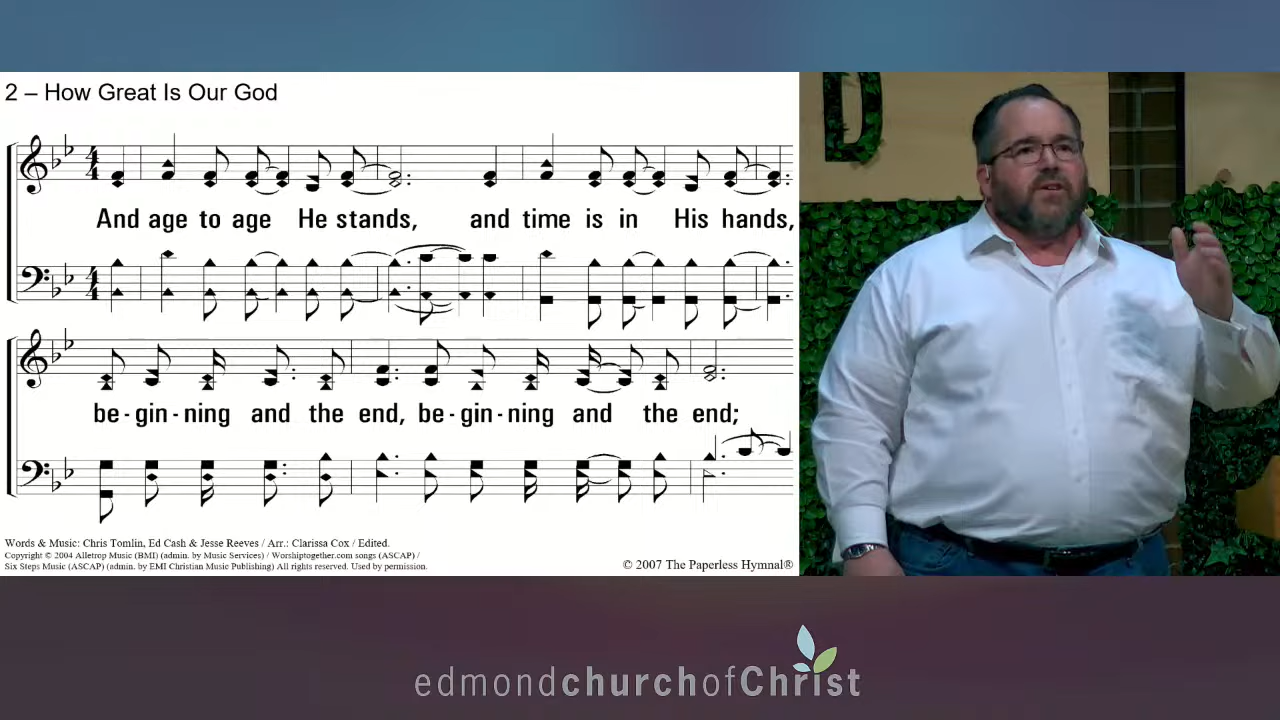 2 – How Great Is Our God
And age to age He stands, and time is in His hands,
be - gin - ning and the end, be - gin - ning and the end;
Words & Music: Chris Tomlin, Ed Cash & Jesse Reeves / Arr.: Clarissa Cox / Edited.
Copyright © 2004 Alletrop Music (BMI) (admin. by Music Services) / Worshiptogether.com songs (ASCAP) /
Six Steps Music (ASCAP) (admin. by EMI Christian Music Publishing) All rights reserved. Used by permission.
© 2007 The Paperless Hymnal®
D
edmondchurchofChrist